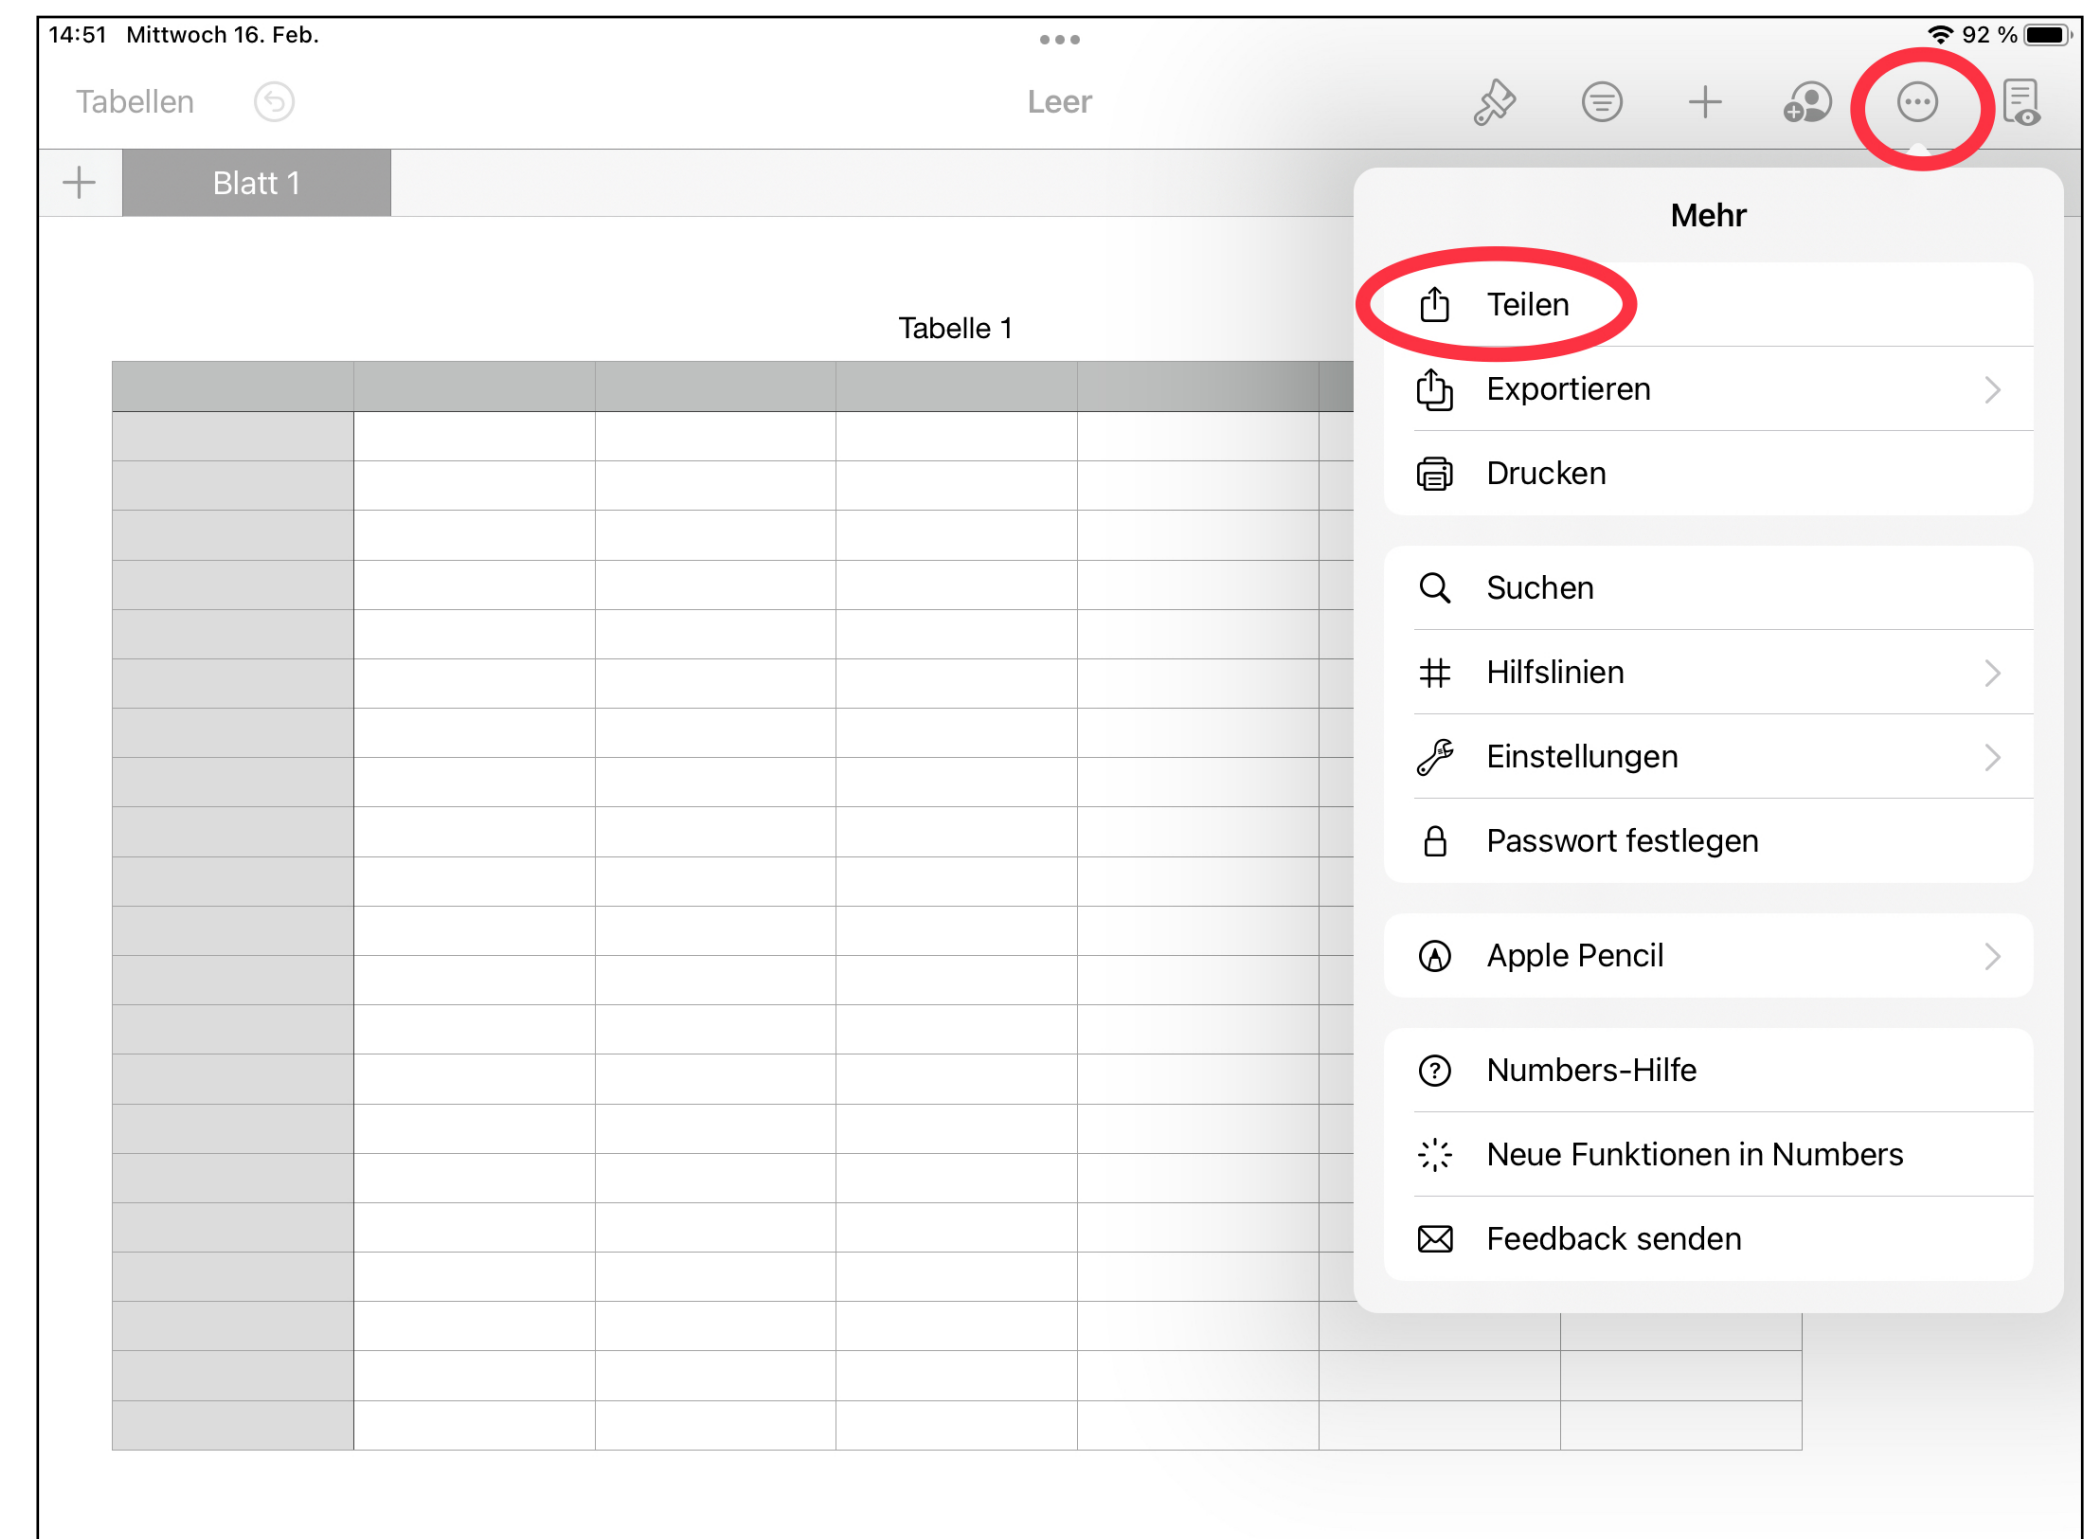 14:51 Mittwoch 16. Feb.
92 %
Tabellen
Leer
Blatt 1
Tabelle 1
Mehr
Teilen
Exportieren
Drucken
Suchen
Hilfslinien
Einstellungen
Passwort festlegen
Apple Pencil
Numbers-Hilfe
Neue Funktionen in Numbers
Feedback senden